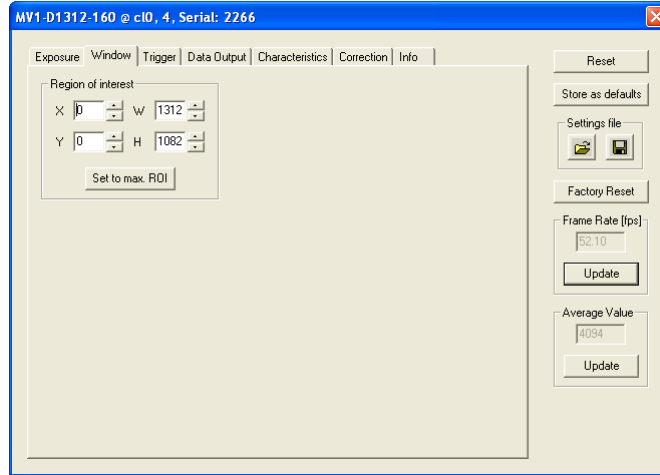 MV1-D1312-160 @ cl0, 4, Serial: 2266
Exposure Window Trigger Data Output Characteristics Correction Info
Region of interest
X 0 W 1312
Y 0 H 1082
Set to max. ROI
Reset
Store as defaults
Settings file
Factory Reset
Frame Rate [fps]
52.10
Update
Average Value
4094
Update